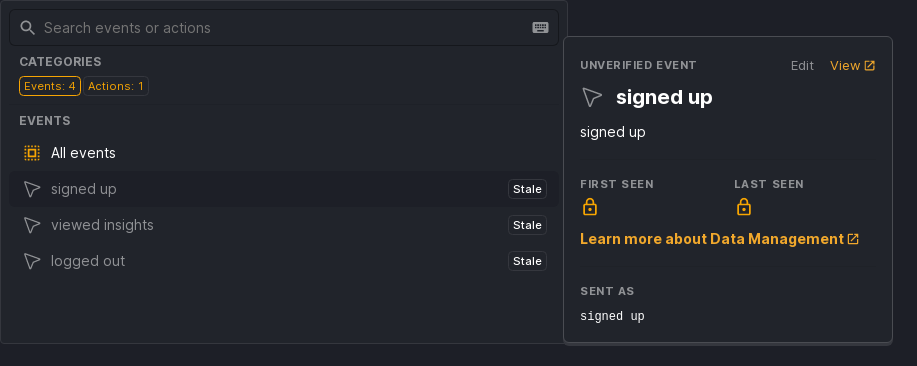 Search events or actions
CATEGORIES
Events: 4 Actions: 1
EVENTS
All events
signed up Stale
viewed insights Stale
logged out Stale
UNVERIFIED EVENT Edit View
signed up
signed up
FIRST SEEN LAST SEEN
Learn more about Data Management
SENT AS
signed up